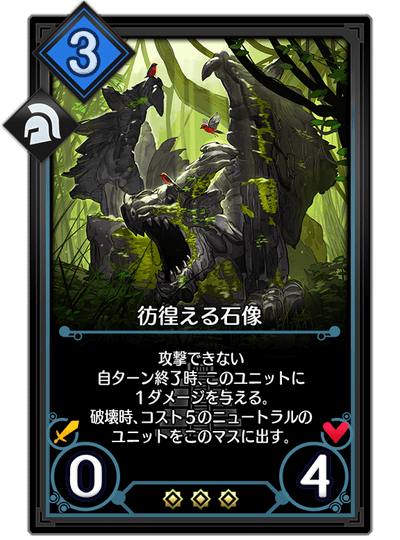 3
彷徨える石像
攻撃できない
自ターン終了時、このユニットに
１ダメージを与える。
破壊時、コスト５のニュートラルの
ユニットをこのマスに出す。
0
4